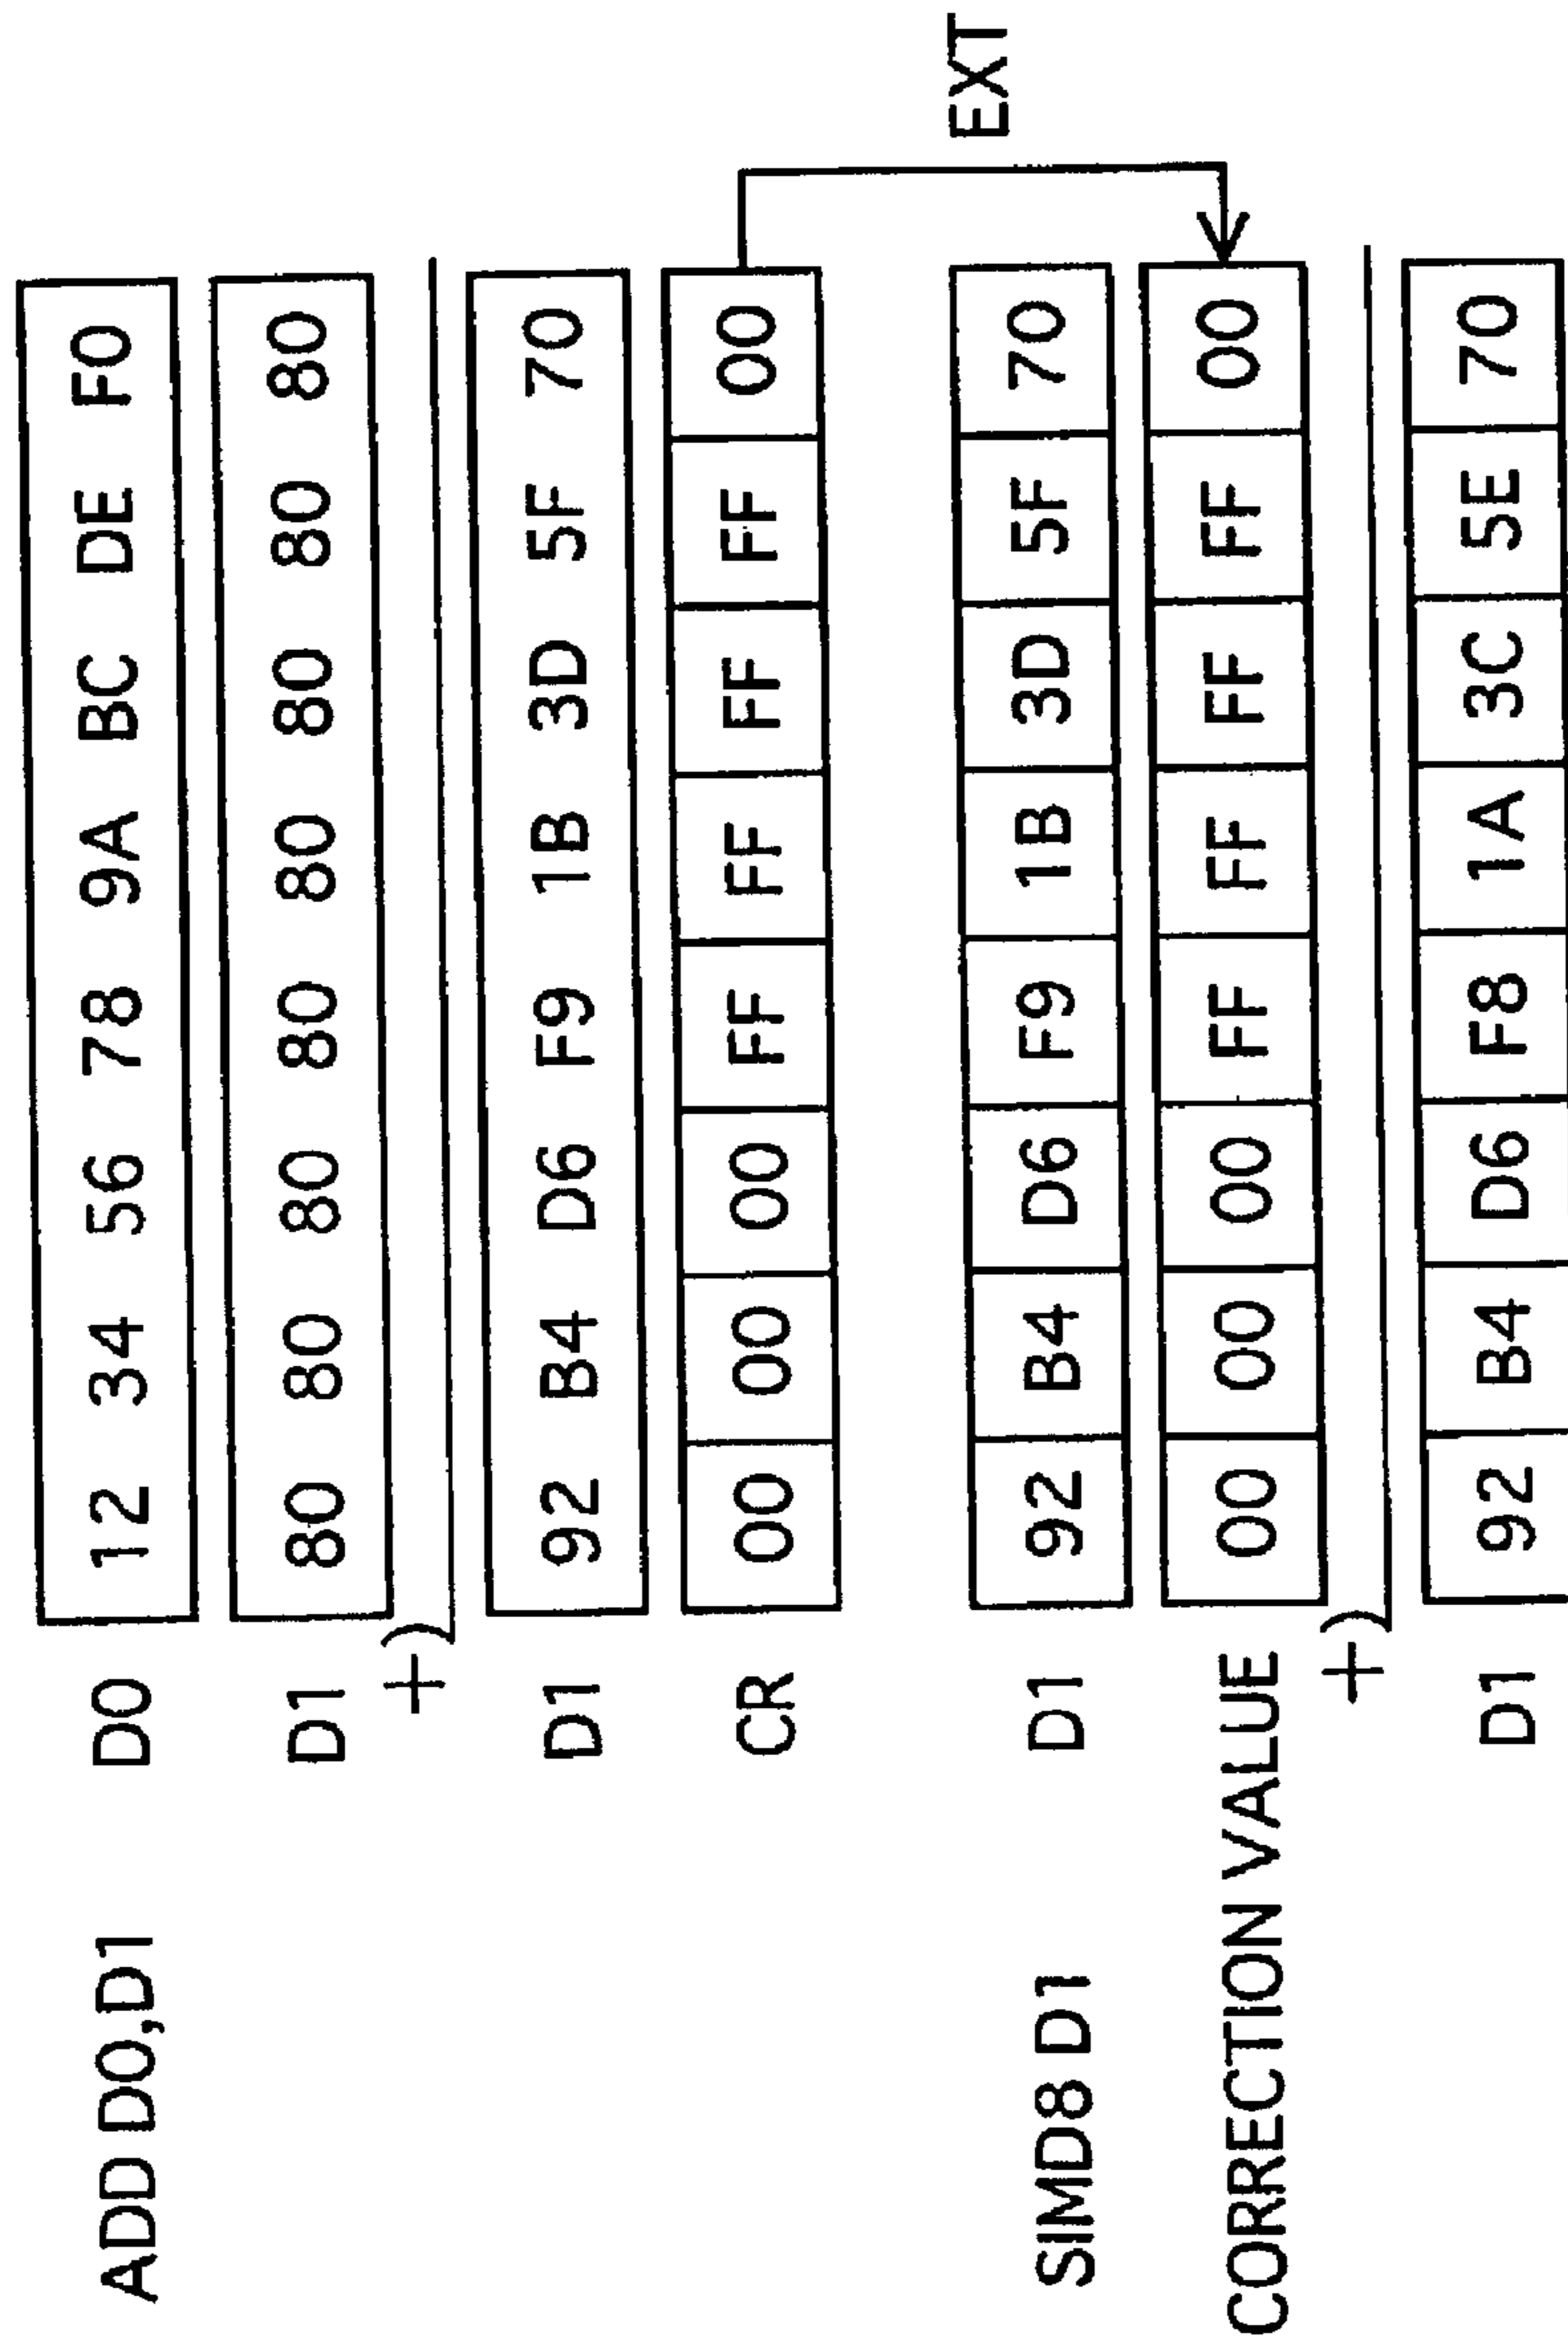 ADD D0,D1 D0 12 34 56 78 9A BC DE F0
D1 80 80 80 80 80 80 80 80
+)
D1 92 B4 D6 F9 1B 3D 5F 70
CR 00 00 00 FF FF FF FF 00
EXT
SIMD8 D1 D1 92 B4 D6 F9 1B 3D 5F 70
CORRECTION VALUE 00 00 00 FF FF FF FF 00
+)
D1 92 B4 D6 F8 1A 3C 5E 70